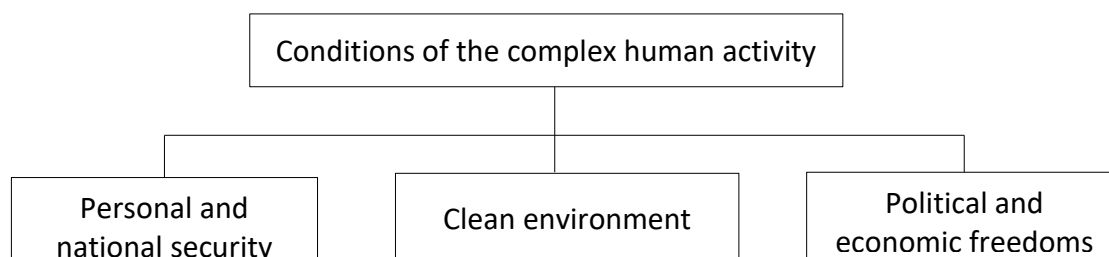 Conditions of the complex human activity
Personal and
national security
Clean environment
Political and
economic freedoms